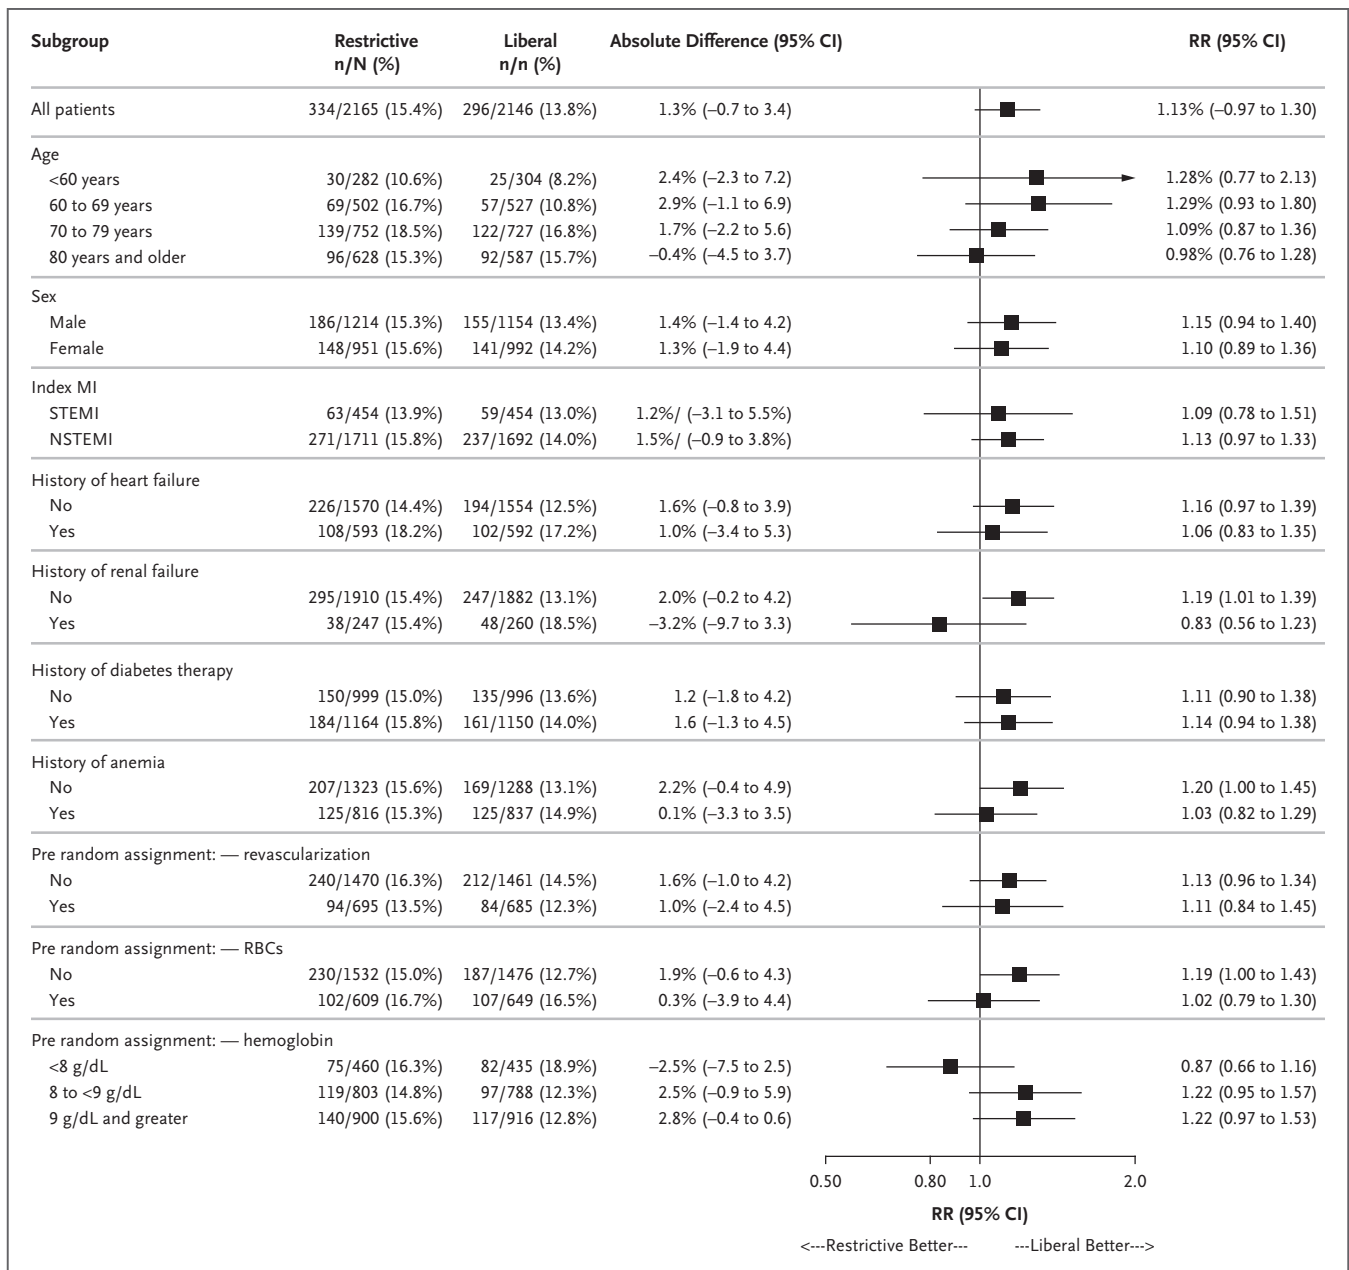 Subgroup Restrictive Liberal Absolute Difference (95% CI) RR (95% CI)
n/N (%) n/n (%)
All patients 334/2165 (15.4%) 296/2146 (13.8%) 1.3% (–0.7 to 3.4) 1.13% (–0.97 to 1.30)
Age
<60 years 30/282 (10.6%) 25/304 (8.2%) 2.4% (–2.3 to 7.2) 1.28% (0.77 to 2.13)
60 to 69 years 69/502 (16.7%) 57/527 (10.8%) 2.9% (–1.1 to 6.9) 1.29% (0.93 to 1.80)
70 to 79 years 139/752 (18.5%) 122/727 (16.8%) 1.7% (–2.2 to 5.6) 1.09% (0.87 to 1.36)
80 years and older 96/628 (15.3%) 92/587 (15.7%) –0.4% (–4.5 to 3.7) 0.98% (0.76 to 1.28)
Sex
Male 186/1214 (15.3%) 155/1154 (13.4%) 1.4% (–1.4 to 4.2) 1.15 (0.94 to 1.40)
Female 148/951 (15.6%) 141/992 (14.2%) 1.3% (–1.9 to 4.4) 1.10 (0.89 to 1.36)
Index MI
STEMI 63/454 (13.9%) 59/454 (13.0%) 1.2%/ (–3.1 to 5.5%) 1.09 (0.78 to 1.51)
NSTEMI 271/1711 (15.8%) 237/1692 (14.0%) 1.5%/ (–0.9 to 3.8%) 1.13 (0.97 to 1.33)
History of heart failure
No 226/1570 (14.4%) 194/1554 (12.5%) 1.6% (–0.8 to 3.9) 1.16 (0.97 to 1.39)
Yes 108/593 (18.2%) 102/592 (17.2%) 1.0% (–3.4 to 5.3) 1.06 (0.83 to 1.35)
History of renal failure
No 295/1910 (15.4%) 247/1882 (13.1%) 2.0% (–0.2 to 4.2) 1.19 (1.01 to 1.39)
Yes 38/247 (15.4%) 48/260 (18.5%) –3.2% (–9.7 to 3.3) 0.83 (0.56 to 1.23)
History of diabetes therapy
No 150/999 (15.0%) 135/996 (13.6%) 1.2 (–1.8 to 4.2) 1.11 (0.90 to 1.38)
Yes 184/1164 (15.8%) 161/1150 (14.0%) 1.6 (–1.3 to 4.5) 1.14 (0.94 to 1.38)
History of anemia
No 207/1323 (15.6%) 169/1288 (13.1%) 2.2% (–0.4 to 4.9) 1.20 (1.00 to 1.45)
Yes 125/816 (15.3%) 125/837 (14.9%) 0.1% (–3.3 to 3.5) 1.03 (0.82 to 1.29)
Pre random assignment: — revascularization
No 240/1470 (16.3%) 212/1461 (14.5%) 1.6% (–1.0 to 4.2) 1.13 (0.96 to 1.34)
Yes 94/695 (13.5%) 84/685 (12.3%) 1.0% (–2.4 to 4.5) 1.11 (0.84 to 1.45)
Pre random assignment: — RBCs
No 230/1532 (15.0%) 187/1476 (12.7%) 1.9% (–0.6 to 4.3) 1.19 (1.00 to 1.43)
Yes 102/609 (16.7%) 107/649 (16.5%) 0.3% (–3.9 to 4.4) 1.02 (0.79 to 1.30)
Pre random assignment: — hemoglobin
<8 g/dL 75/460 (16.3%) 82/435 (18.9%) –2.5% (–7.5 to 2.5) 0.87 (0.66 to 1.16)
8 to <9 g/dL 119/803 (14.8%) 97/788 (12.3%) 2.5% (–0.9 to 5.9) 1.22 (0.95 to 1.57)
9 g/dL and greater 140/900 (15.6%) 117/916 (12.8%) 2.8% (–0.4 to 0.6) 1.22 (0.97 to 1.53)
0.50 0.80 1.0 2.0
RR (95% CI)
<---Restrictive Better--- ---Liberal Better--->